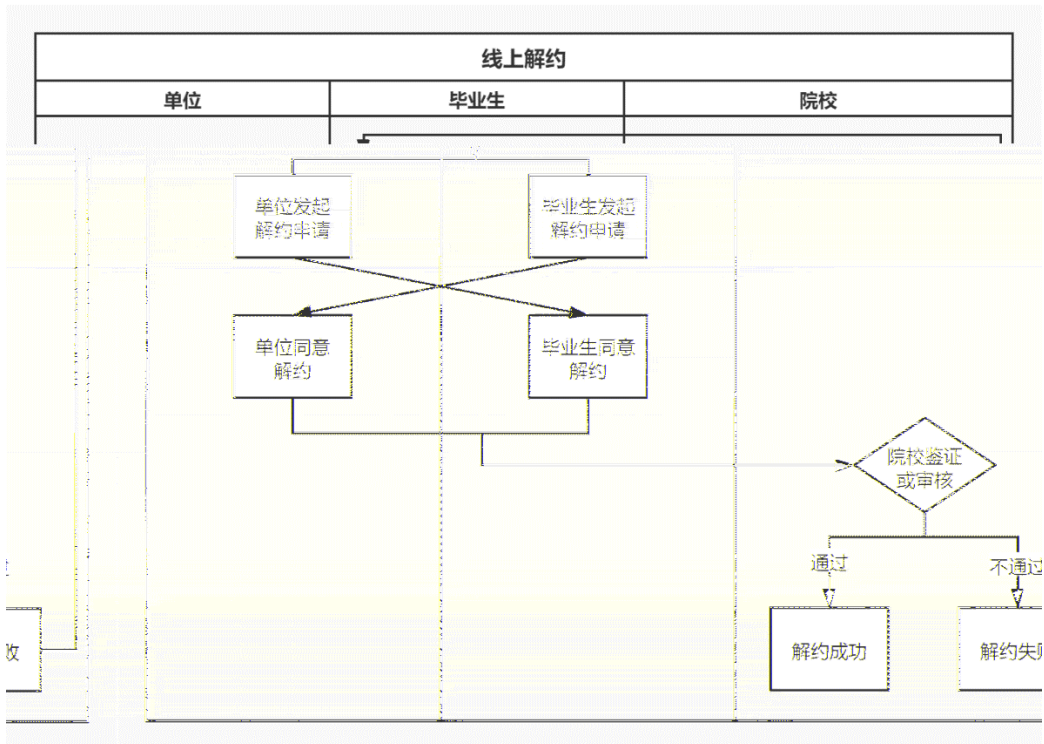 线上解约
单位
毕业生
院校
单位发起
解约申请
毕业生发起
解约申请
单位同意
解约
毕业生同意
解约
院校鉴证
或审核
通过
不通过
败
解约成功
解约失